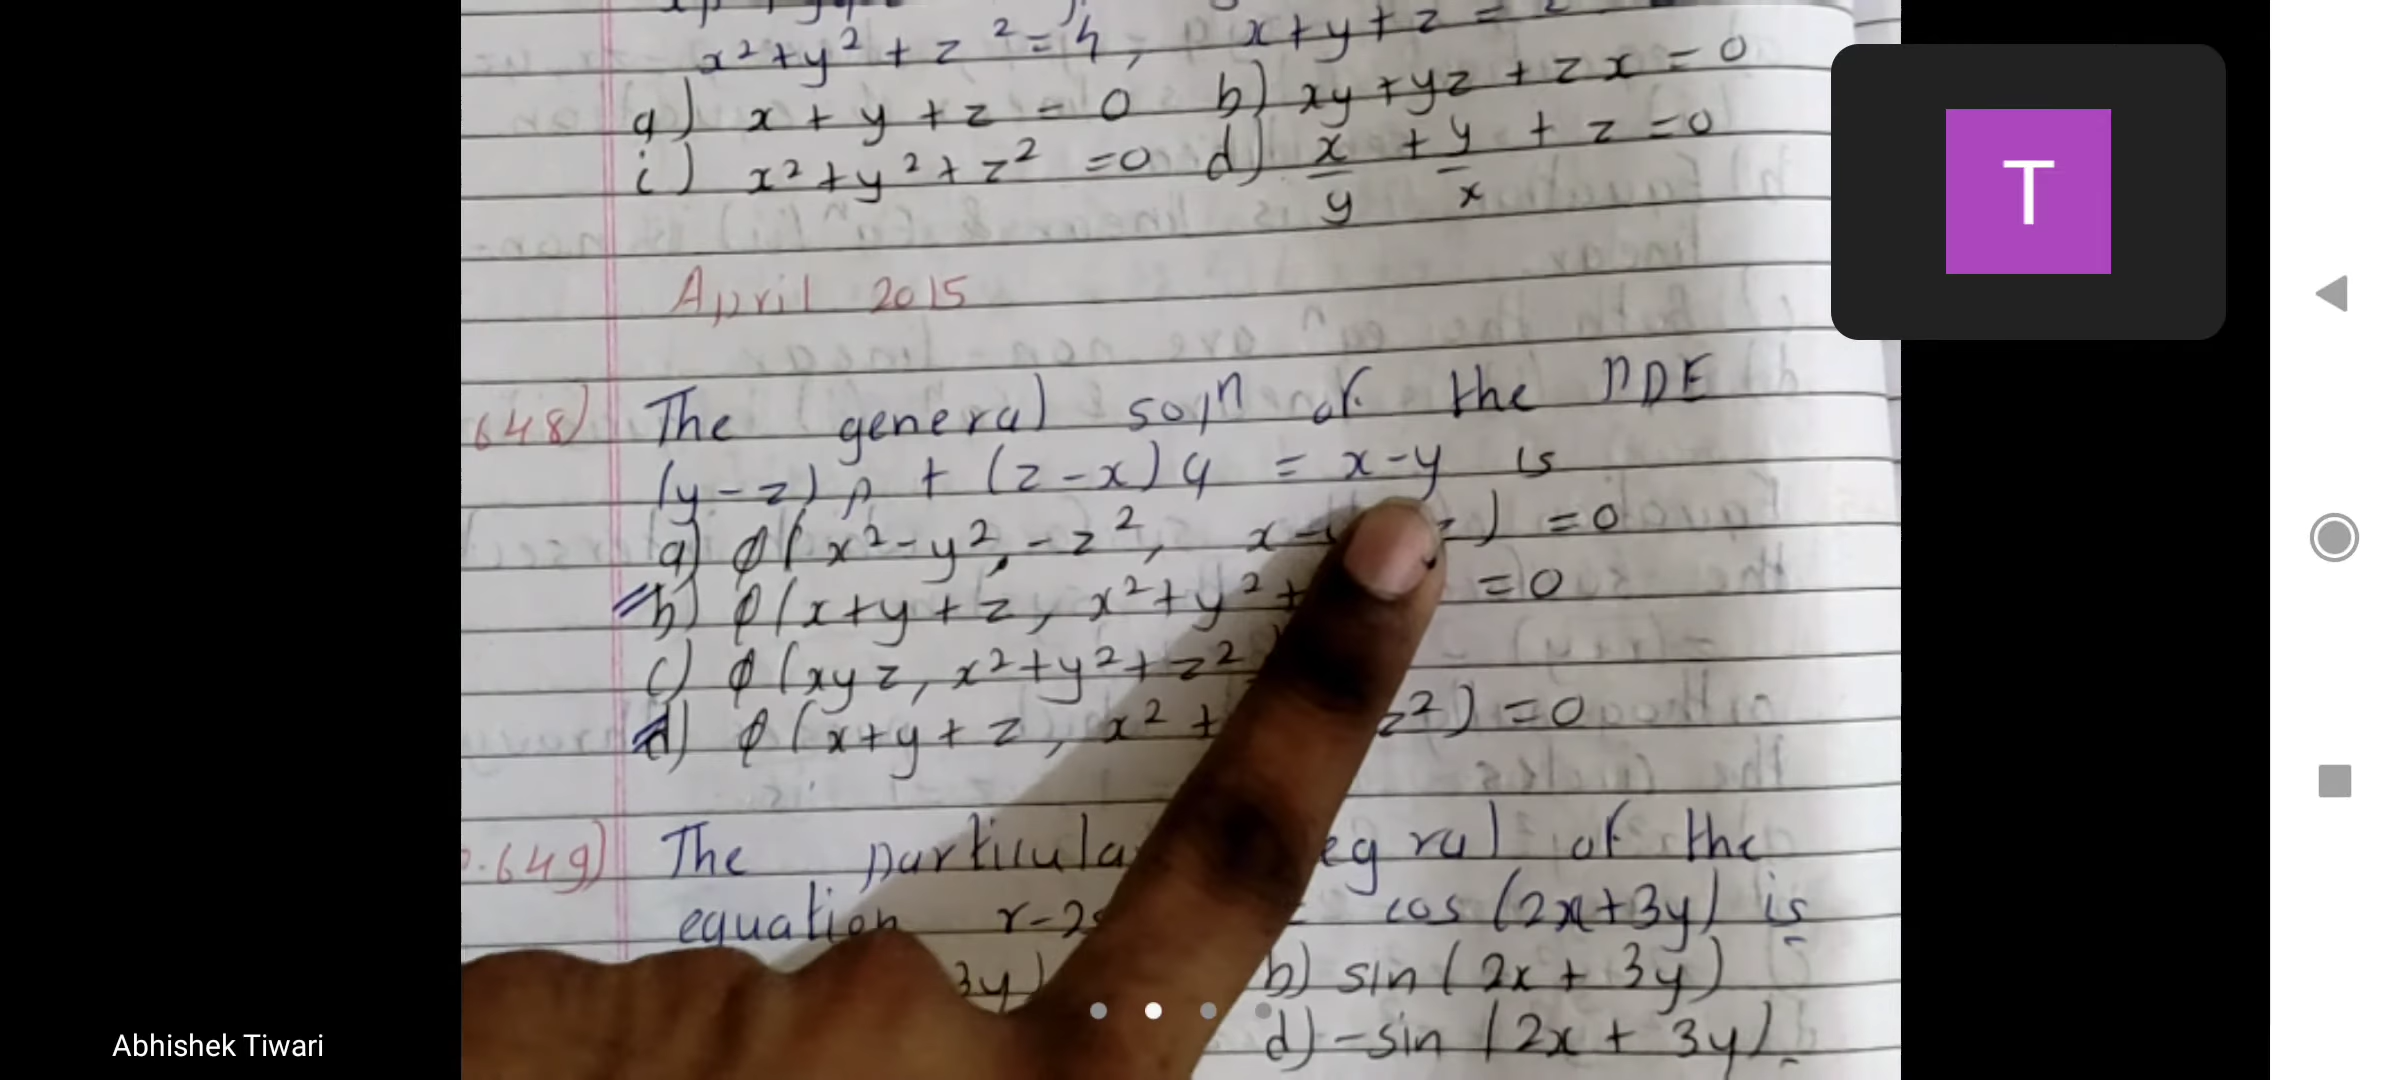 x² + y² + z² = 4, x + y + z =
a) x + y + z = 0 b) xy + yz + zx = 0
c) x² + y² + z² = 0 d) x/y + y/x + z = 0
April 2015
648) The general solⁿ of the PDE
(y-z) p + (z-x) q = x-y is
a) φ( x² - y² - z², x - z) = 0
b) φ(x+y+z, x² + y² + = 0
c) φ(xyz, x² + y² + z²
d) φ(x+y+z, x² + z²) = 0
.649) The of the
equation cos (2x+3y) is
3y) b) sin (2x + 3y)
d) -sin (2x + 3y).
T
Abhishek Tiwari